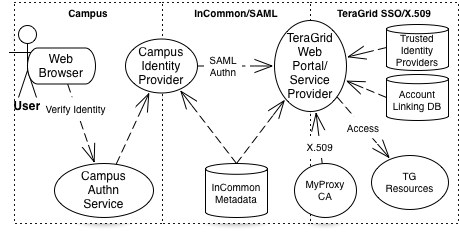 Campus
InCommon/SAML
TeraGrid SSO/X.509
User
Web
Browser
Verify Identity
Campus
Authn
Service
Campus
Identity
Provider
SAML
Authn
InCommon
Metadata
TeraGrid
Web
Portal/
Service
Provider
X.509
MyProxy
CA
Trusted
Identity
Providers
Account
Linking DB
Access
TG
Resources